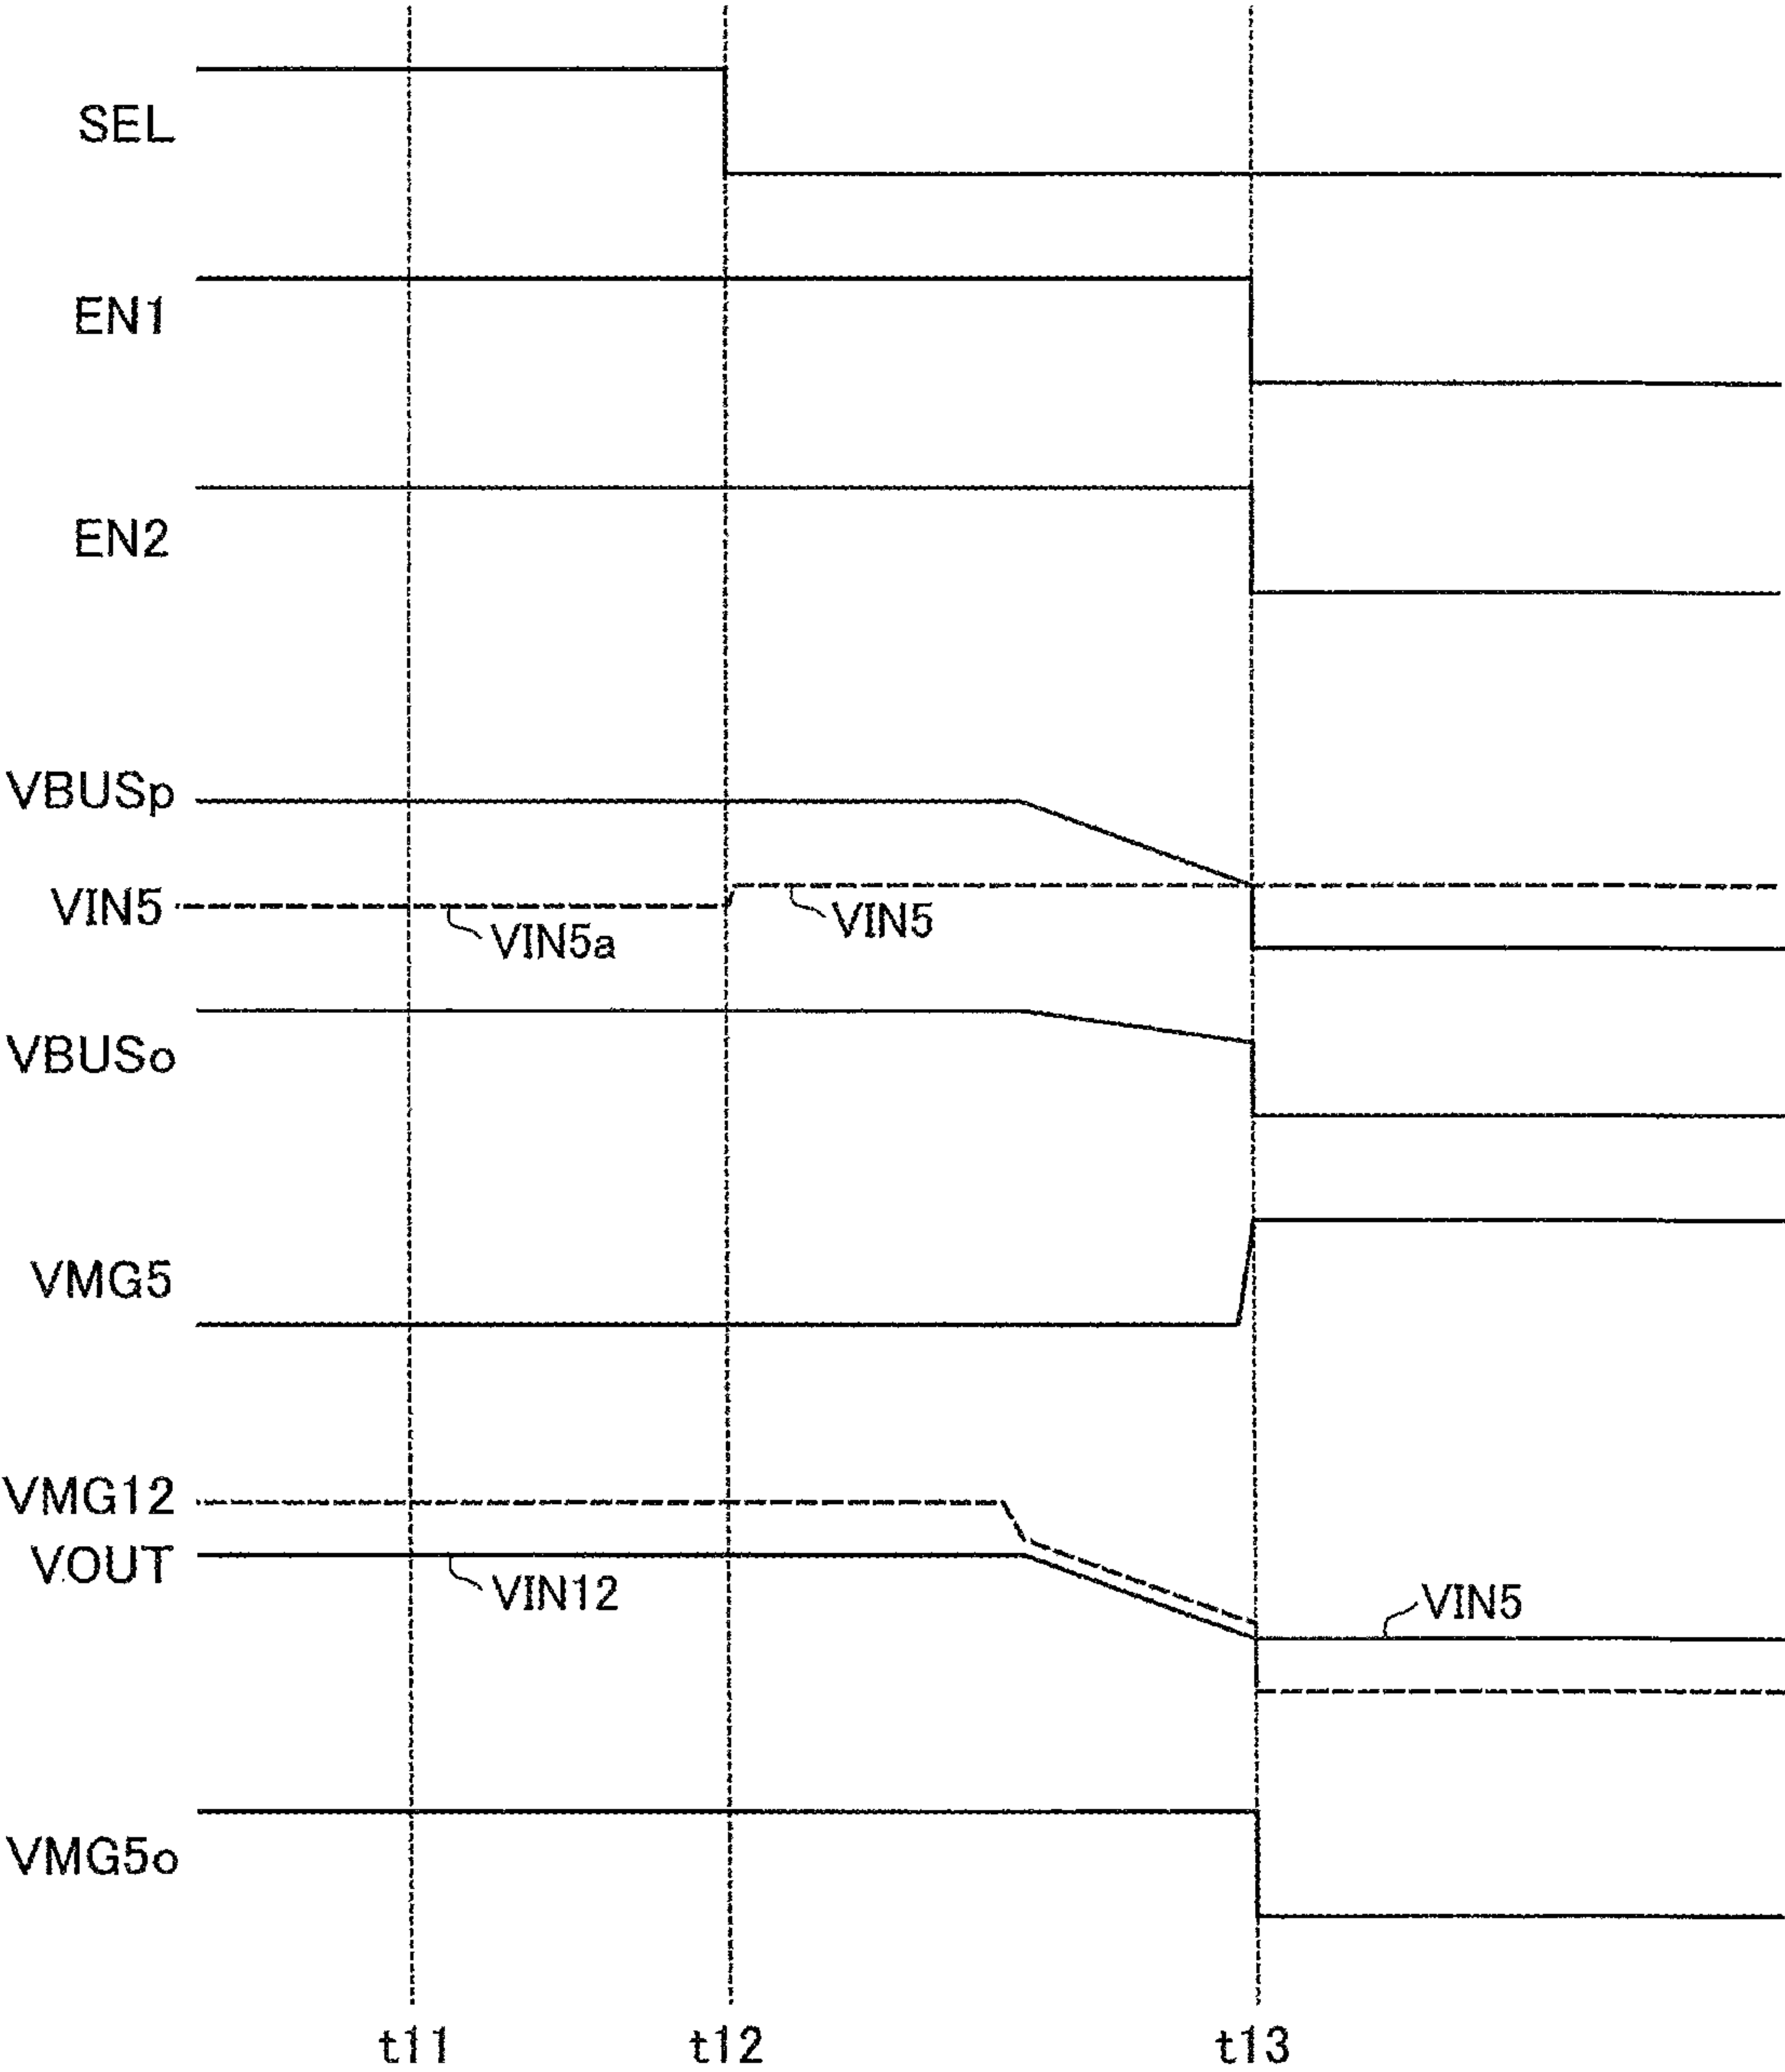 SEL
EN1
EN2
VBUSp
VIN5
VIN5a
VIN5
VBUSo
VMG5
VMG12
VOUT
VIN12
VIN5
VMG5o
t11 t12 t13